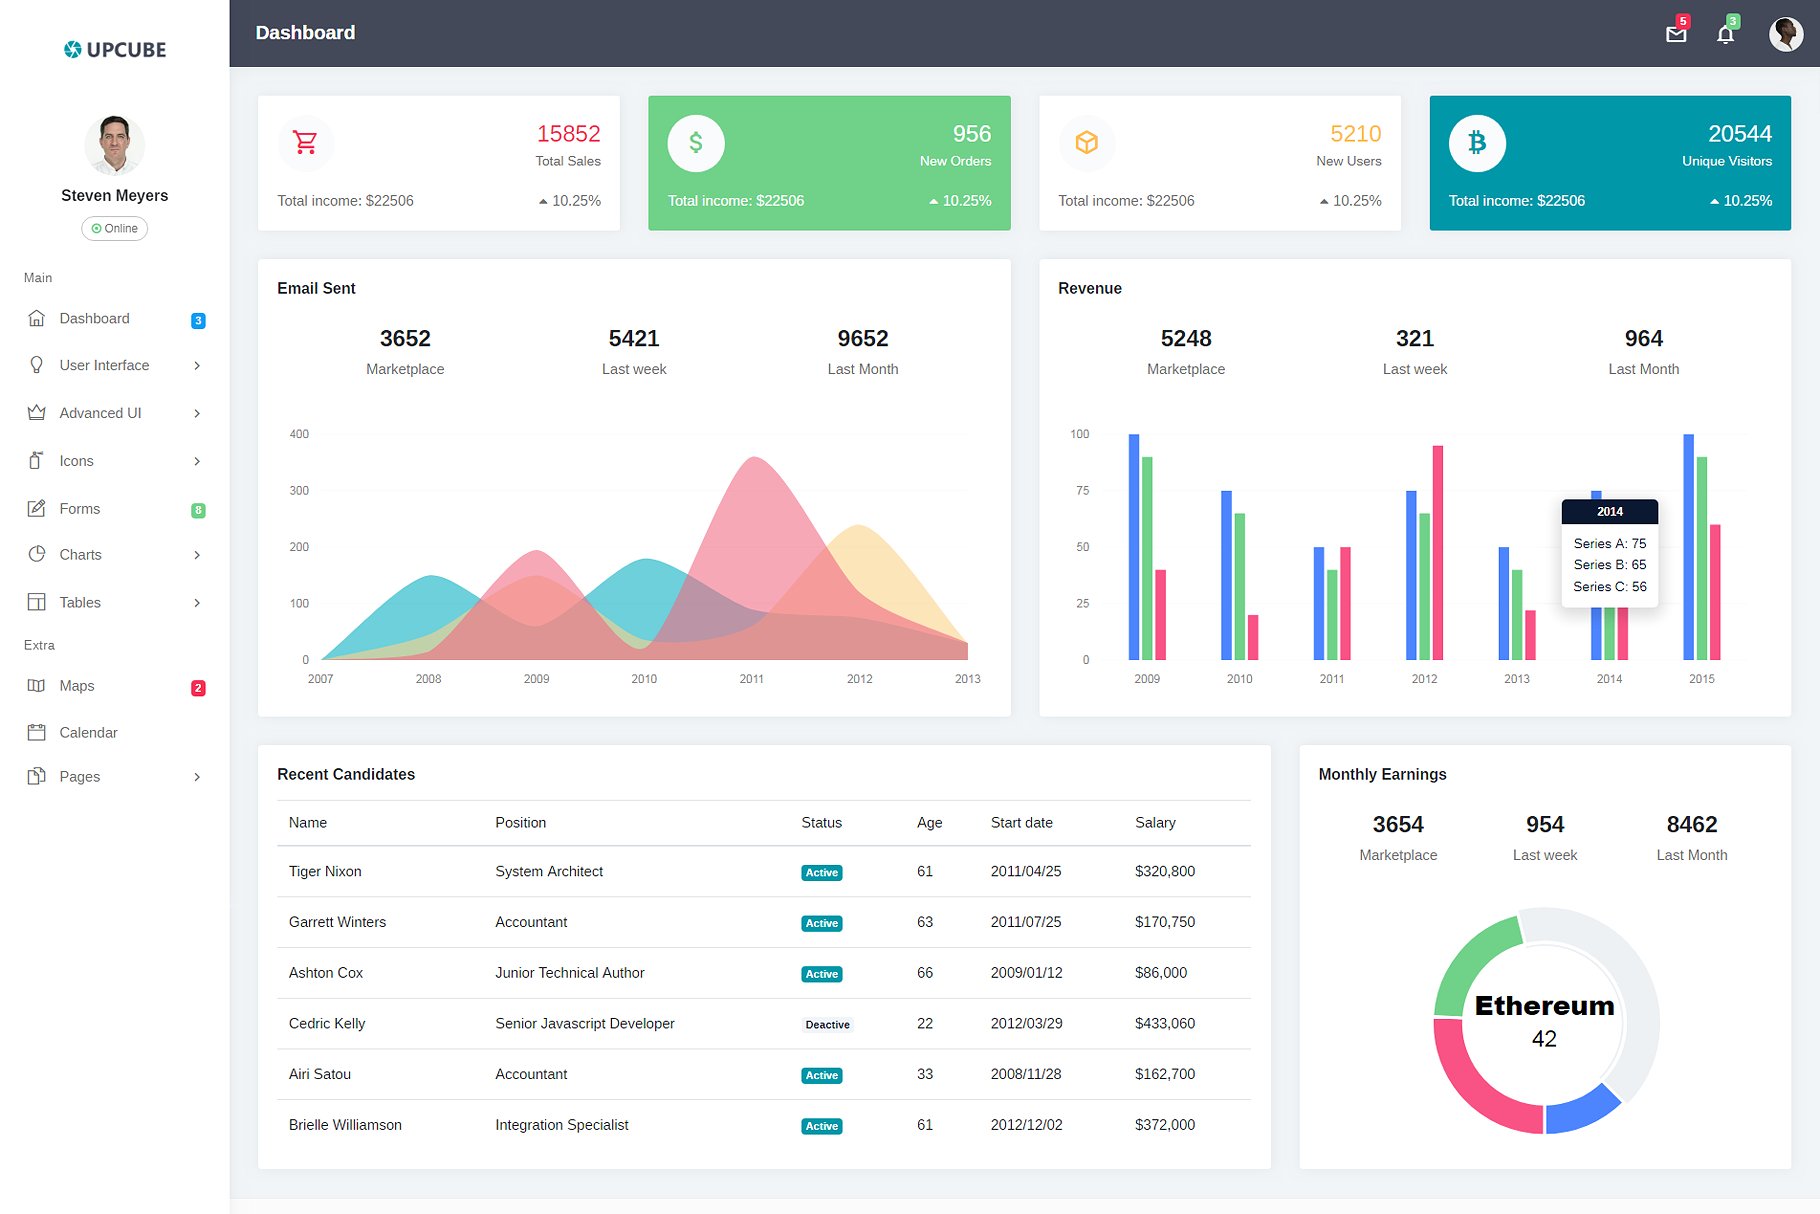 UPCUBE
Steven Meyers
Online
Main
Dashboard 3
User Interface
Advanced UI
Icons
Forms 8
Charts
Tables
Extra
Maps 2
Calendar
Pages
Dashboard
5 3
15852
Total Sales
Total income: $22506 10.25%
$ 956
New Orders
Total income: $22506 10.25%
5210
New Users
Total income: $22506 10.25%
20544
Unique Visitors
Total income: $22506 10.25%
Email Sent
3652 5421 9652
Marketplace Last week Last Month
400
300
200
100
0
2007 2008 2009 2010 2011 2012 2013
Revenue
5248 321 964
Marketplace Last week Last Month
100
75
50
25
0
2014
Series A: 75
Series B: 65
Series C: 56
2009 2010 2011 2012 2013 2014 2015
Recent Candidates
Name Position Status Age Start date Salary
Tiger Nixon System Architect Active 61 2011/04/25 $320,800
Garrett Winters Accountant Active 63 2011/07/25 $170,750
Ashton Cox Junior Technical Author Active 66 2009/01/12 $86,000
Cedric Kelly Senior Javascript Developer Deactive 22 2012/03/29 $433,060
Airi Satou Accountant Active 33 2008/11/28 $162,700
Brielle Williamson Integration Specialist Active 61 2012/12/02 $372,000
Monthly Earnings
3654 954 8462
Marketplace Last week Last Month
Ethereum
42